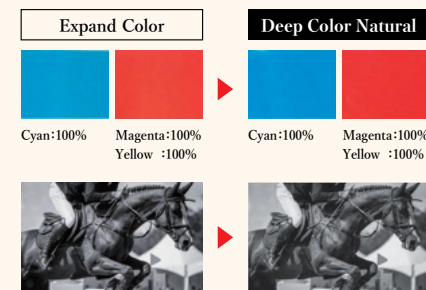 Expand Color
Deep Color Natural
Cyan:100%
Magenta:100%
Yellow :100%
Cyan:100%
Magenta:100%
Yellow :100%